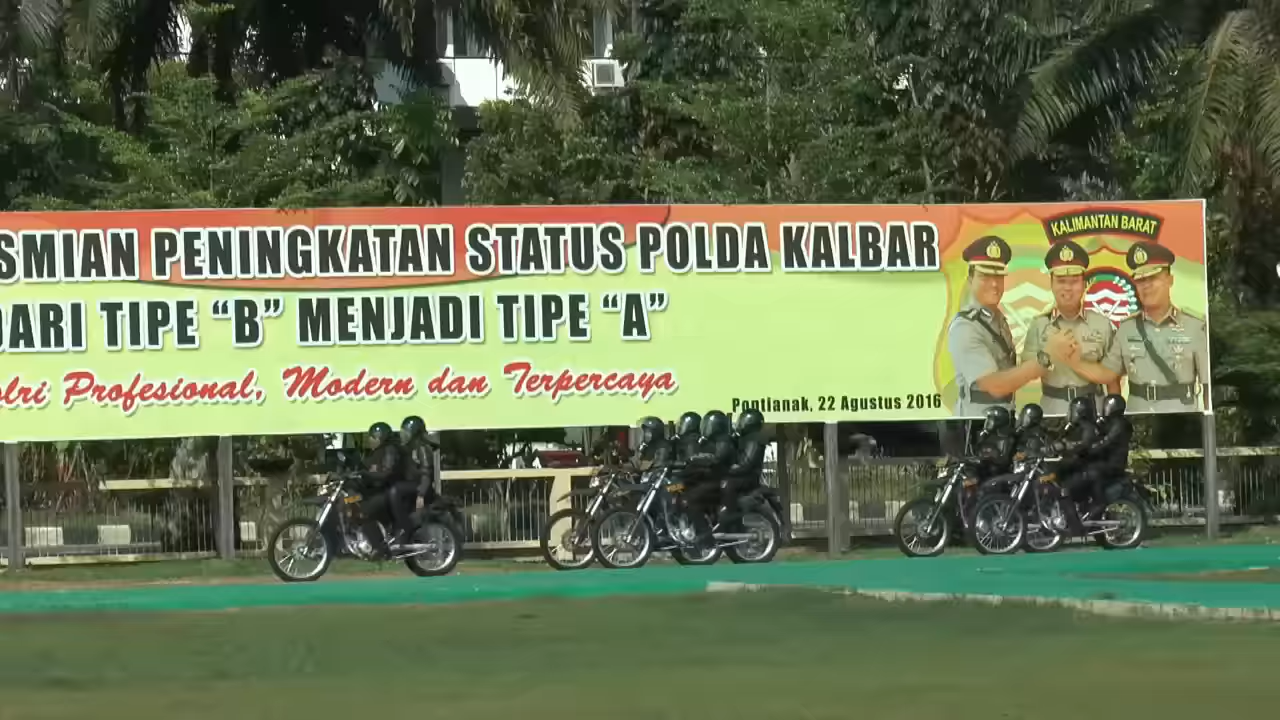 SMIAN PENINGKATAN STATUS POLDA KALBAR
DARI TIPE “B” MENJADI TIPE “A”
olri Profesional, Modern dan Terpercaya
Pontianak, 22 Agustus 2016
KALIMANTAN BARAT